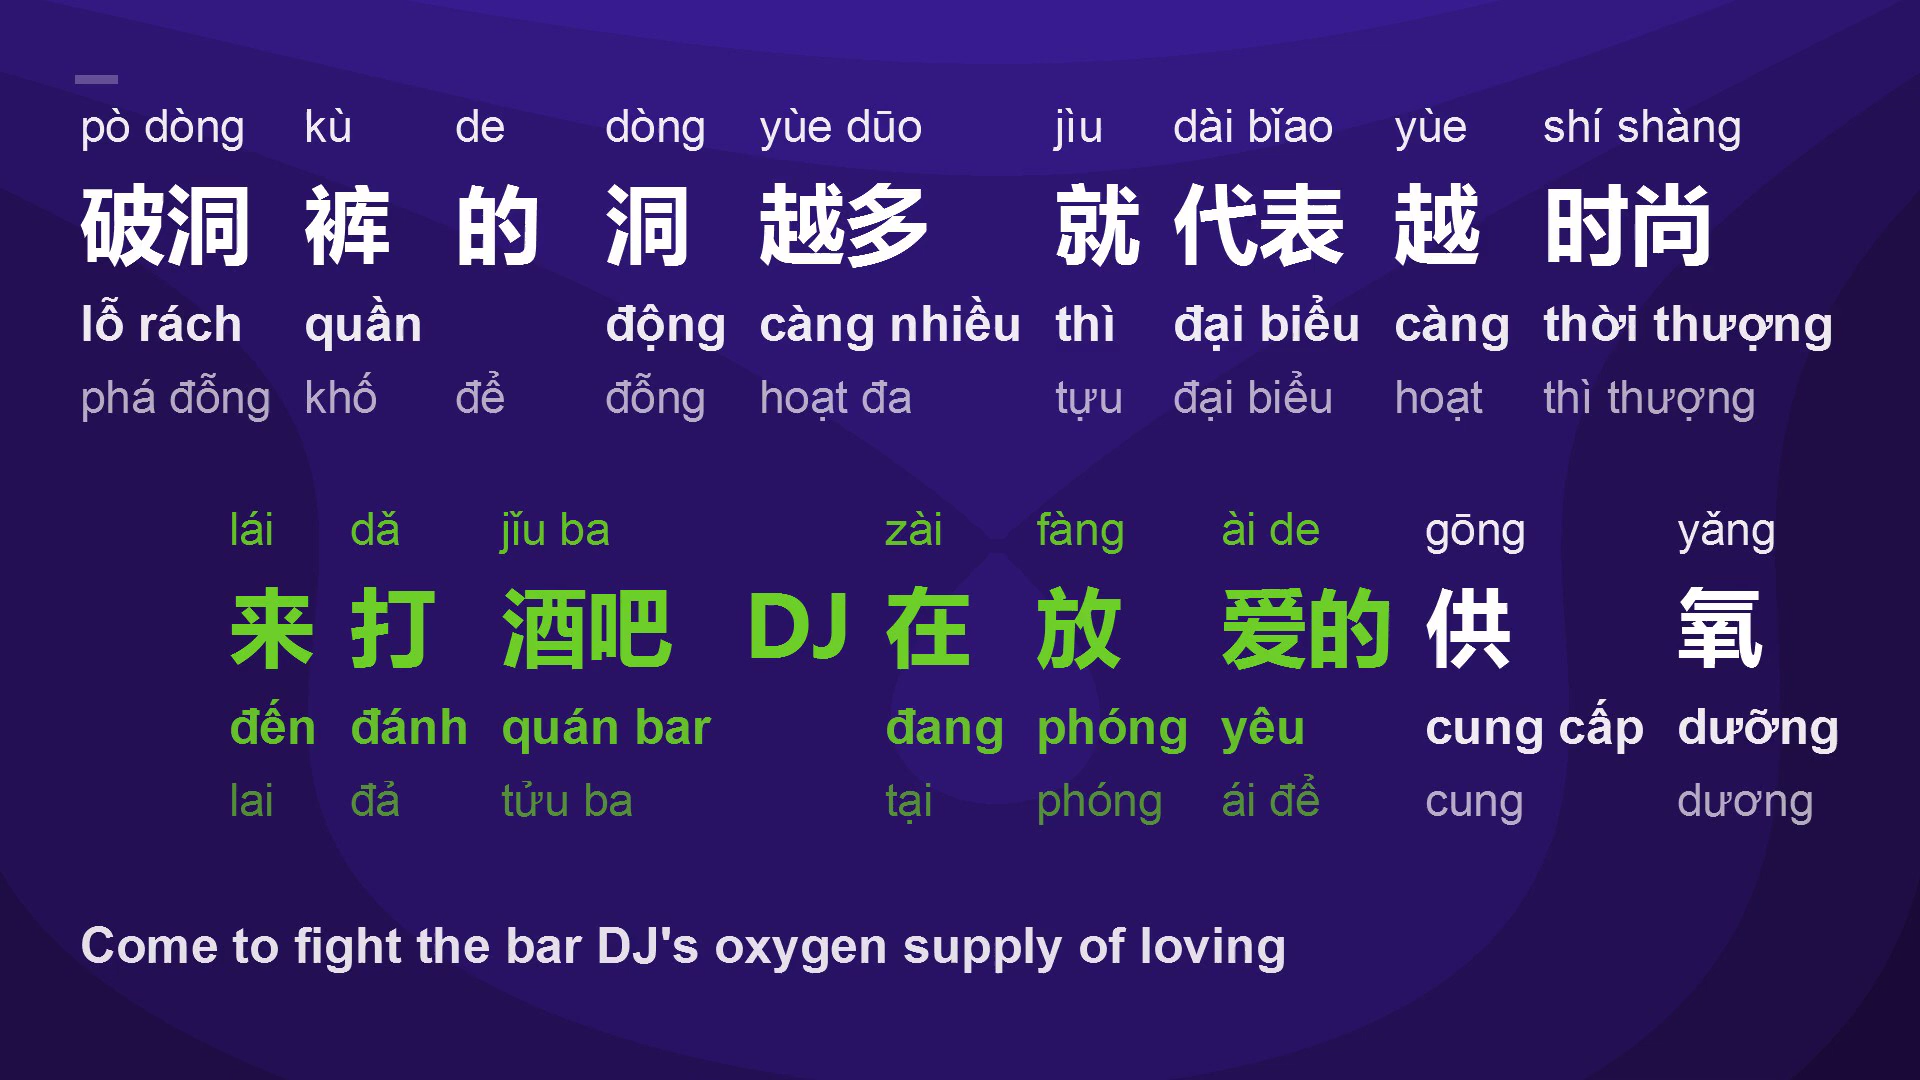 pò dòng kù de dòng yùe dūo jìu dài bǐao yùe shí shàng
破洞 裤 的 洞 越多 就 代表 越 时尚
lỗ rách quần động càng nhiều thì đại biểu càng thời thượng
phá đỗng khố để đỗng hoạt đa tựu đại biểu hoạt thì thượng
lái dǎ jǐu ba zài fàng ài de gōng yǎng
来 打 酒吧 DJ 在 放 爱的 供 氧
đến đánh quán bar đang phóng yêu cung cấp dưỡng
lai đả tửu ba tại phóng ái để cung dương
Come to fight the bar DJ's oxygen supply of loving